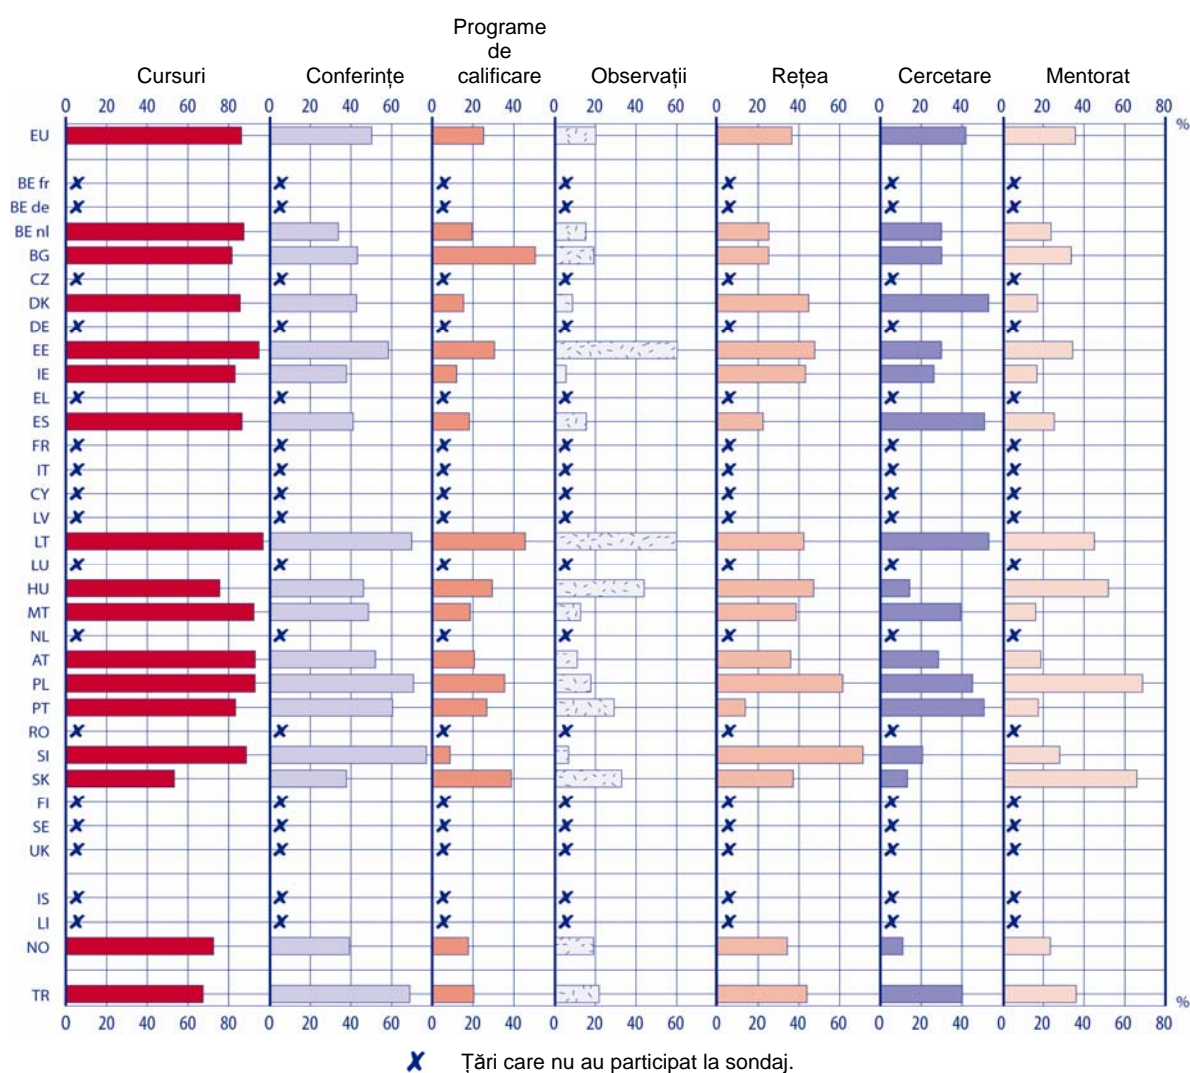 Programe
de
Cursuri Conferințe calificare Observații Rețea Cercetare Mentorat
0 20 40 60 80 0 20 40 60 0 20 40 0 20 40 60 0 20 40 60 0 20 40 0 20 40 60 80
EU %
BE fr
BE de
BE nl
BG
CZ
DK
DE
EE
IE
EL
ES
FR
IT
CY
LV
LT
LU
HU
MT
NL
AT
PL
PT
RO
SI
SK
FI
SE
UK
IS
LI
NO
TR %
0 20 40 60 80 0 20 40 60 0 20 40 0 20 40 60 0 20 40 60 0 20 40 0 20 40 60 80
✘ Țări care nu au participat la sondaj.